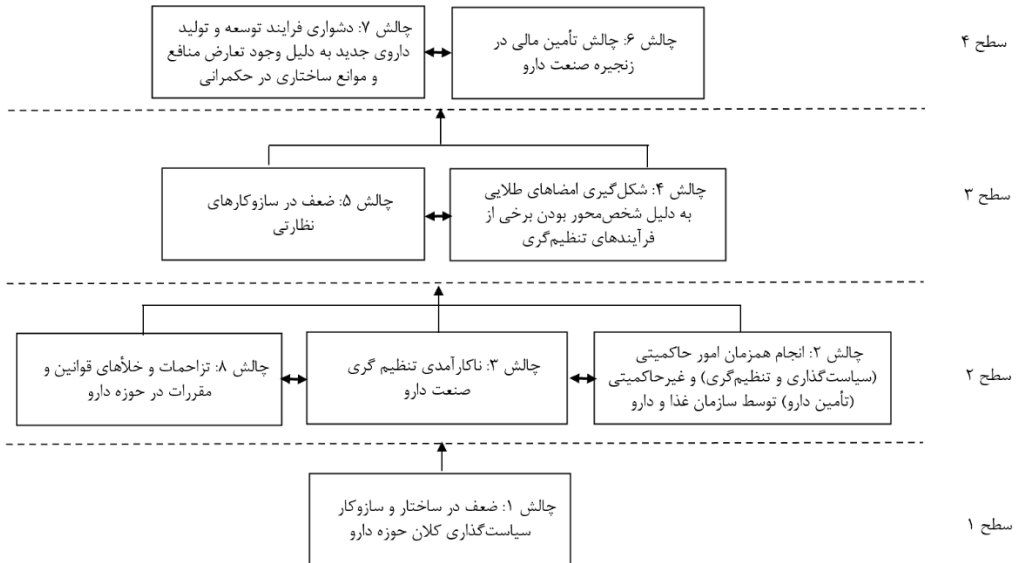 سطح ۴
چالش ۶: چالش تأمین مالی در
زنجیره صنعت دارو
چالش ۷: دشواری فرایند توسعه و تولید
داروی جدید به دلیل وجود تعارض منافع
و موانع ساختاری در حکمرانی
سطح ۳
چالش ۴: شکل‌گیری امضاهای طلایی
به دلیل شخص‌محور بودن برخی از
فرآیندهای تنظیم‌گری
چالش ۵: ضعف در سازوکارهای
نظارتی
سطح ۲
چالش ۲: انجام همزمان امور حاکمیتی
(سیاست‌گذاری و تنظیم‌گری) و غیرحاکمیتی
(تأمین دارو) توسط سازمان غذا و دارو
چالش ۳: ناکارآمدی تنظیم گری
صنعت دارو
چالش ۸: تزاحمات و خلأهای قوانین و
مقررات در حوزه دارو
سطح ۱
چالش ۱: ضعف در ساختار و سازوکار
سیاست‌گذاری کلان حوزه دارو